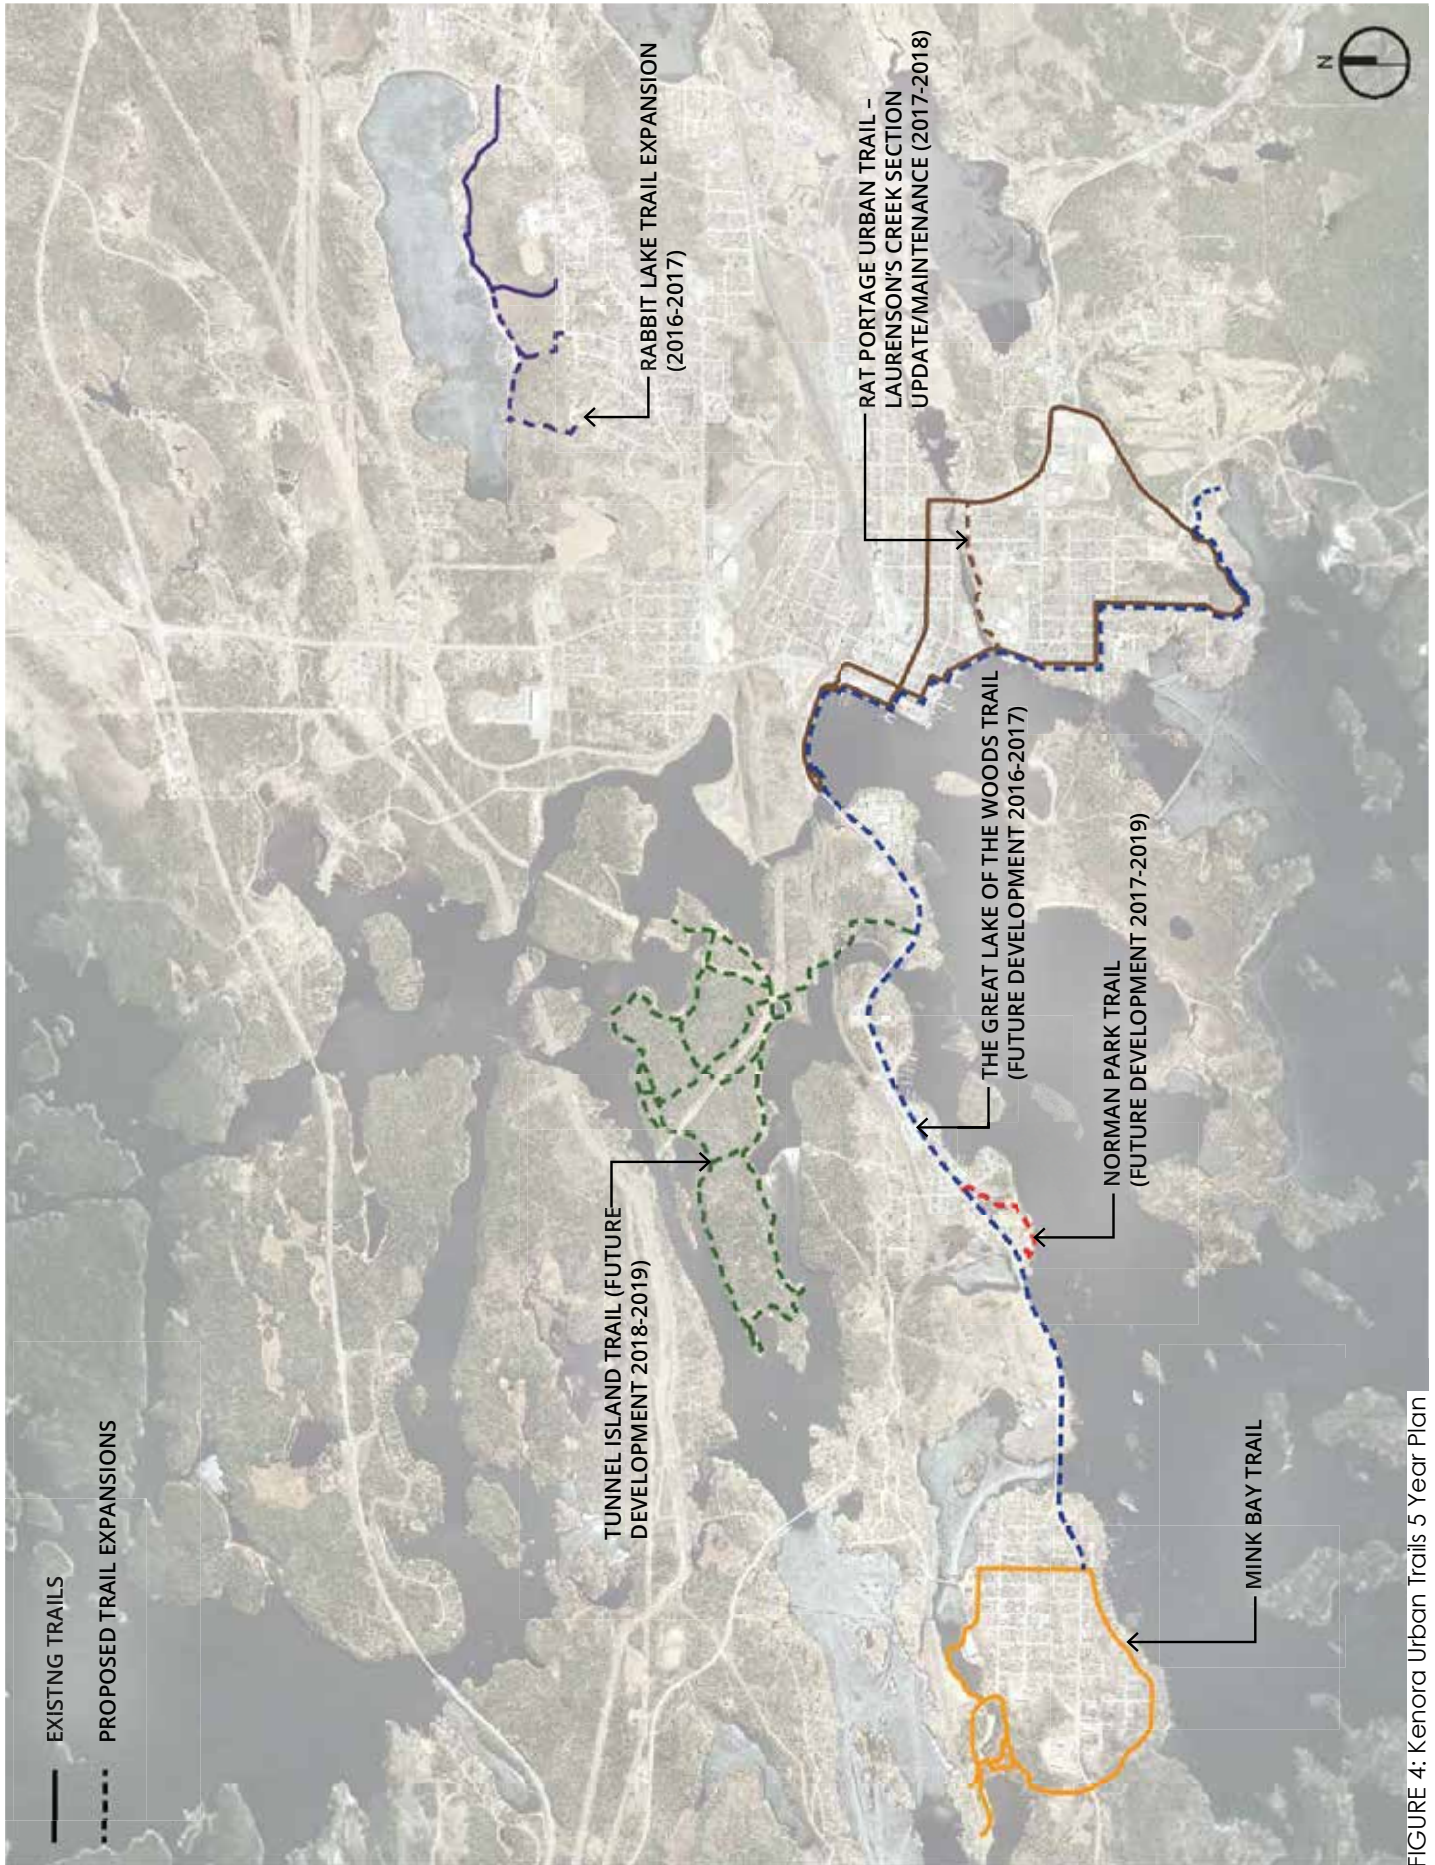 EXISTNG TRAILS
PROPOSED TRAIL EXPANSIONS
TUNNEL ISLAND TRAIL (FUTURE
DEVELOPMENT 2018-2019)
RABBIT LAKE TRAIL EXPANSION
(2016-2017)
RAT PORTAGE URBAN TRAIL –
LAURENSON'S CREEK SECTION
UPDATE/MAINTENANCE (2017-2018)
THE GREAT LAKE OF THE WOODS TRAIL
(FUTURE DEVELOPMENT 2016-2017)
NORMAN PARK TRAIL
(FUTURE DEVELOPMENT 2017-2019)
MINK BAY TRAIL
N
FIGURE 4: Kenora Urban Trails 5 Year Plan